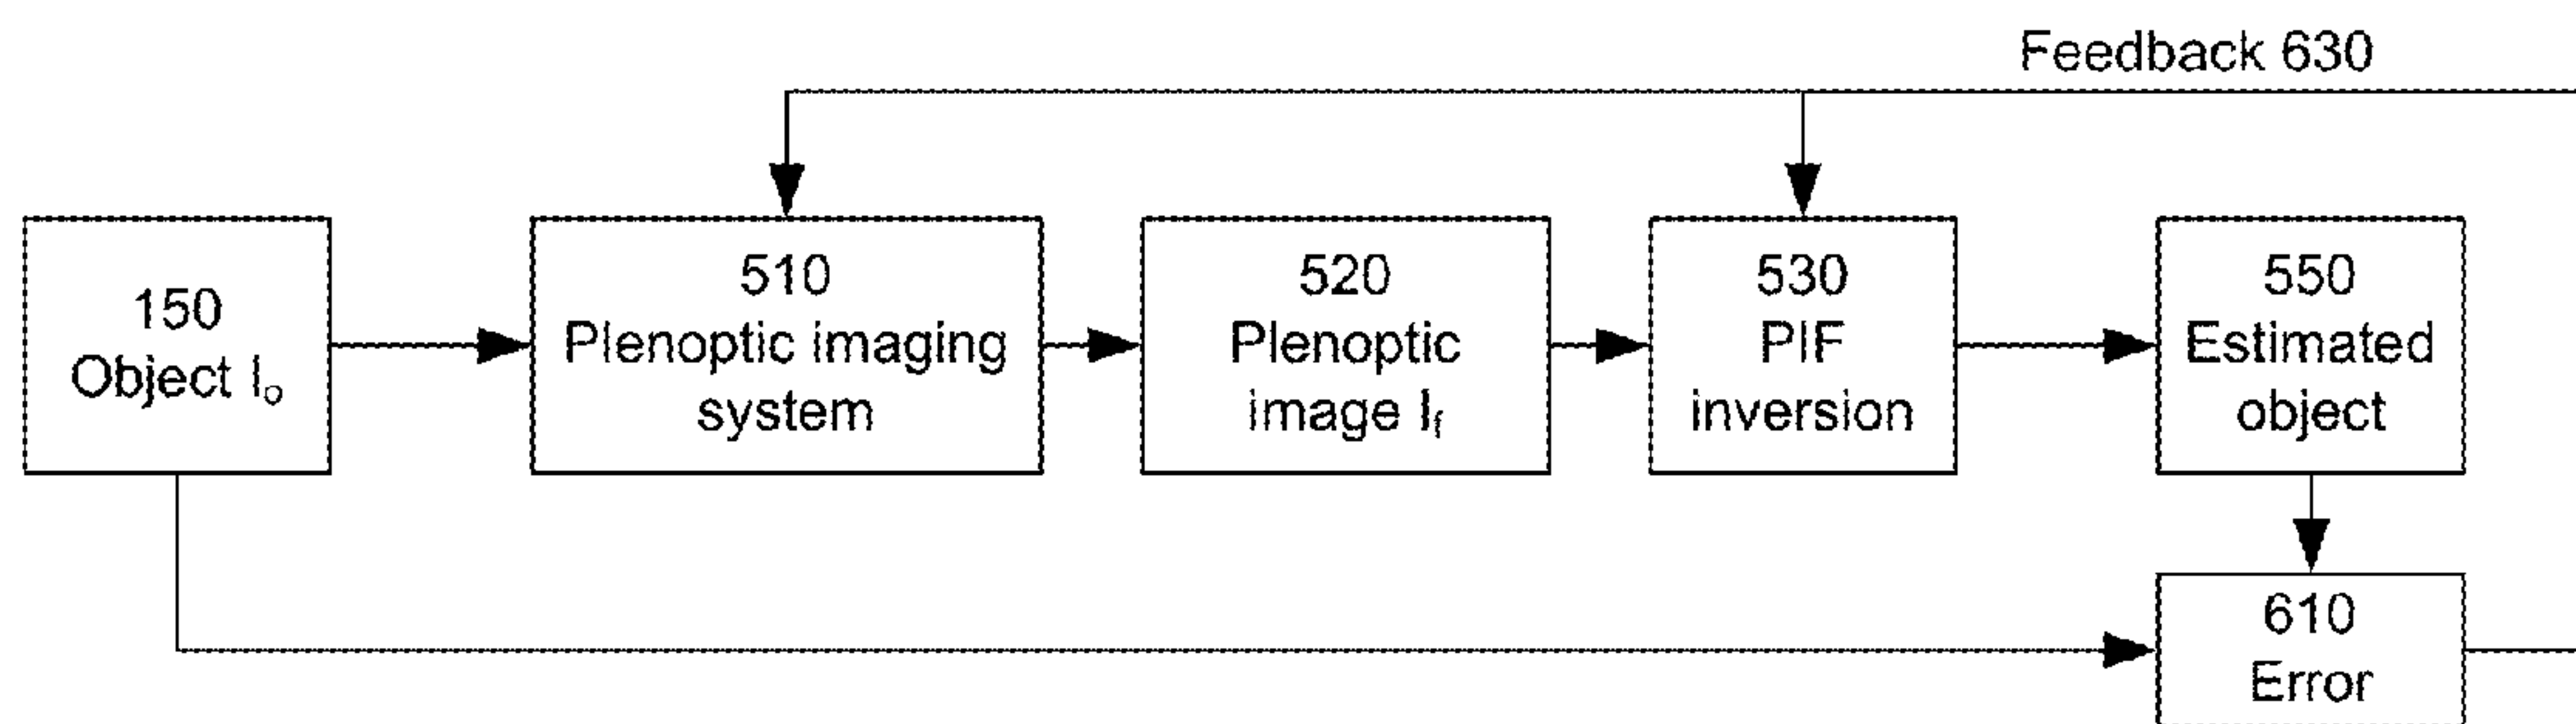 Feedback 630
150
Object Iₒ
510
Plenoptic imaging
system
520
Plenoptic
image I_f
530
PIF
inversion
550
Estimated
object
610
Error